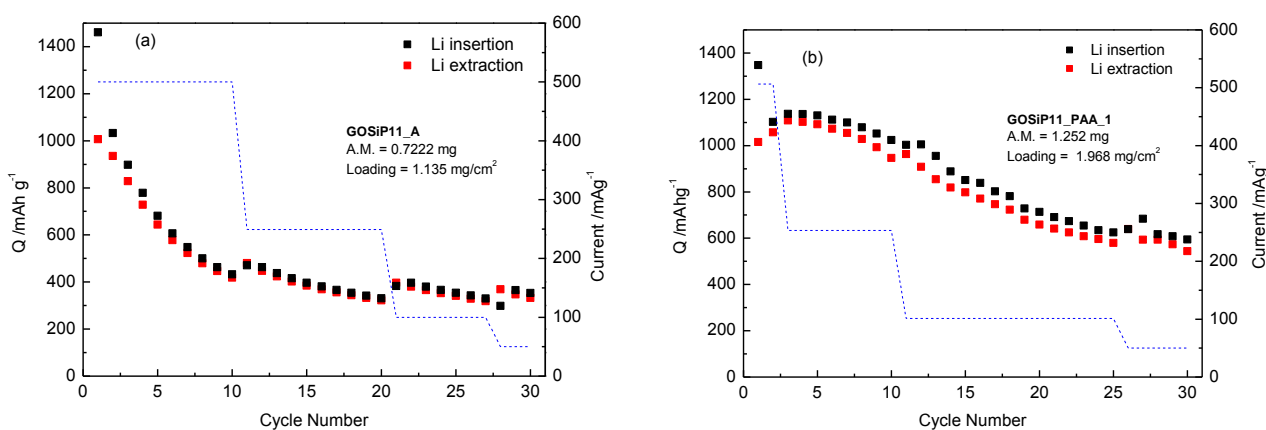 (a)
Li insertion
Li extraction
GOSiP11_A
A.M. = 0.7222 mg
Loading = 1.135 mg/cm²
Q /mAh g⁻¹
1400
1200
1000
800
600
400
200
0
600
500
400
300
200
100
0
Current /mAg⁻¹
0 5 10 15 20 25 30
Cycle Number
(b)
Li insertion
Li extraction
GOSiP11_PAA_1
A.M. = 1.252 mg
Loading = 1.968 mg/cm²
Q /mAhg⁻¹
1400
1200
1000
800
600
400
200
0
600
500
400
300
200
100
0
Current /mAg⁻¹
0 5 10 15 20 25 30
Cycle Number